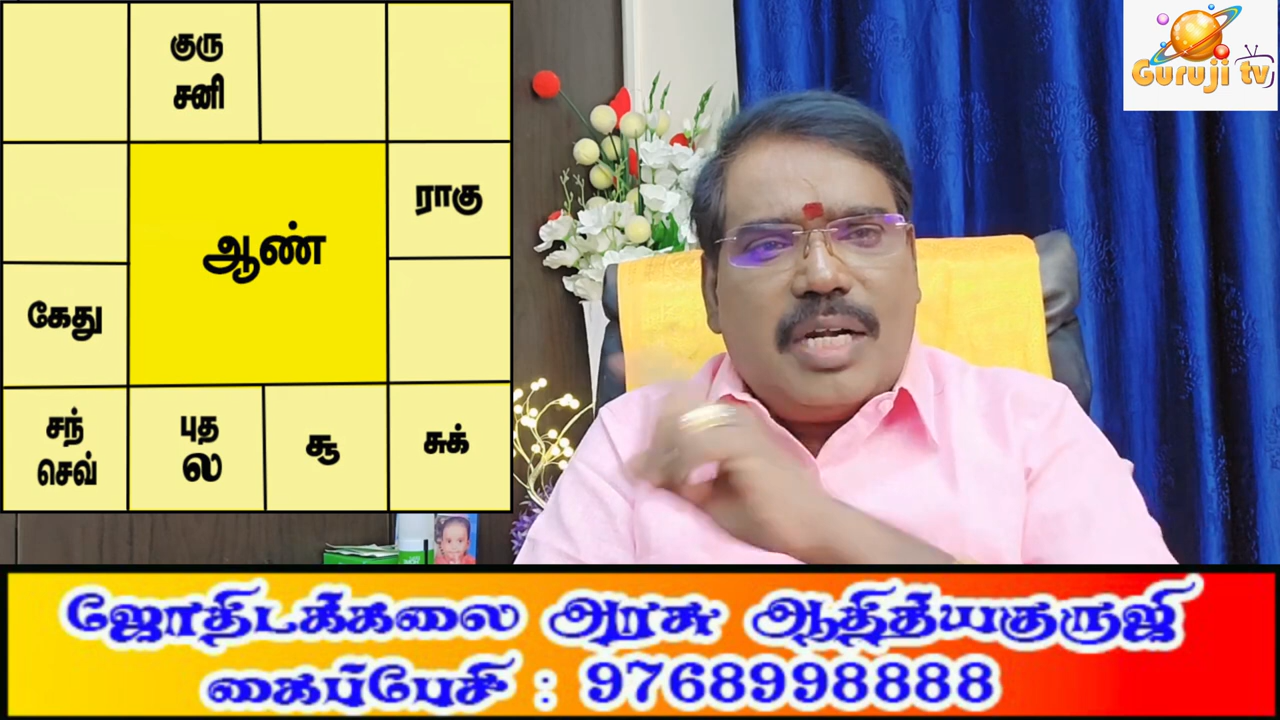 குரு
சனி
ராகு
ஆண்
கேது
சந்
செவ்
புத
ல
சூ
சுக்
Guruji tv
ஜோதிடக்கலை அரசு ஆதித்யகுருஜி
கைப்பேசி : 9768998888